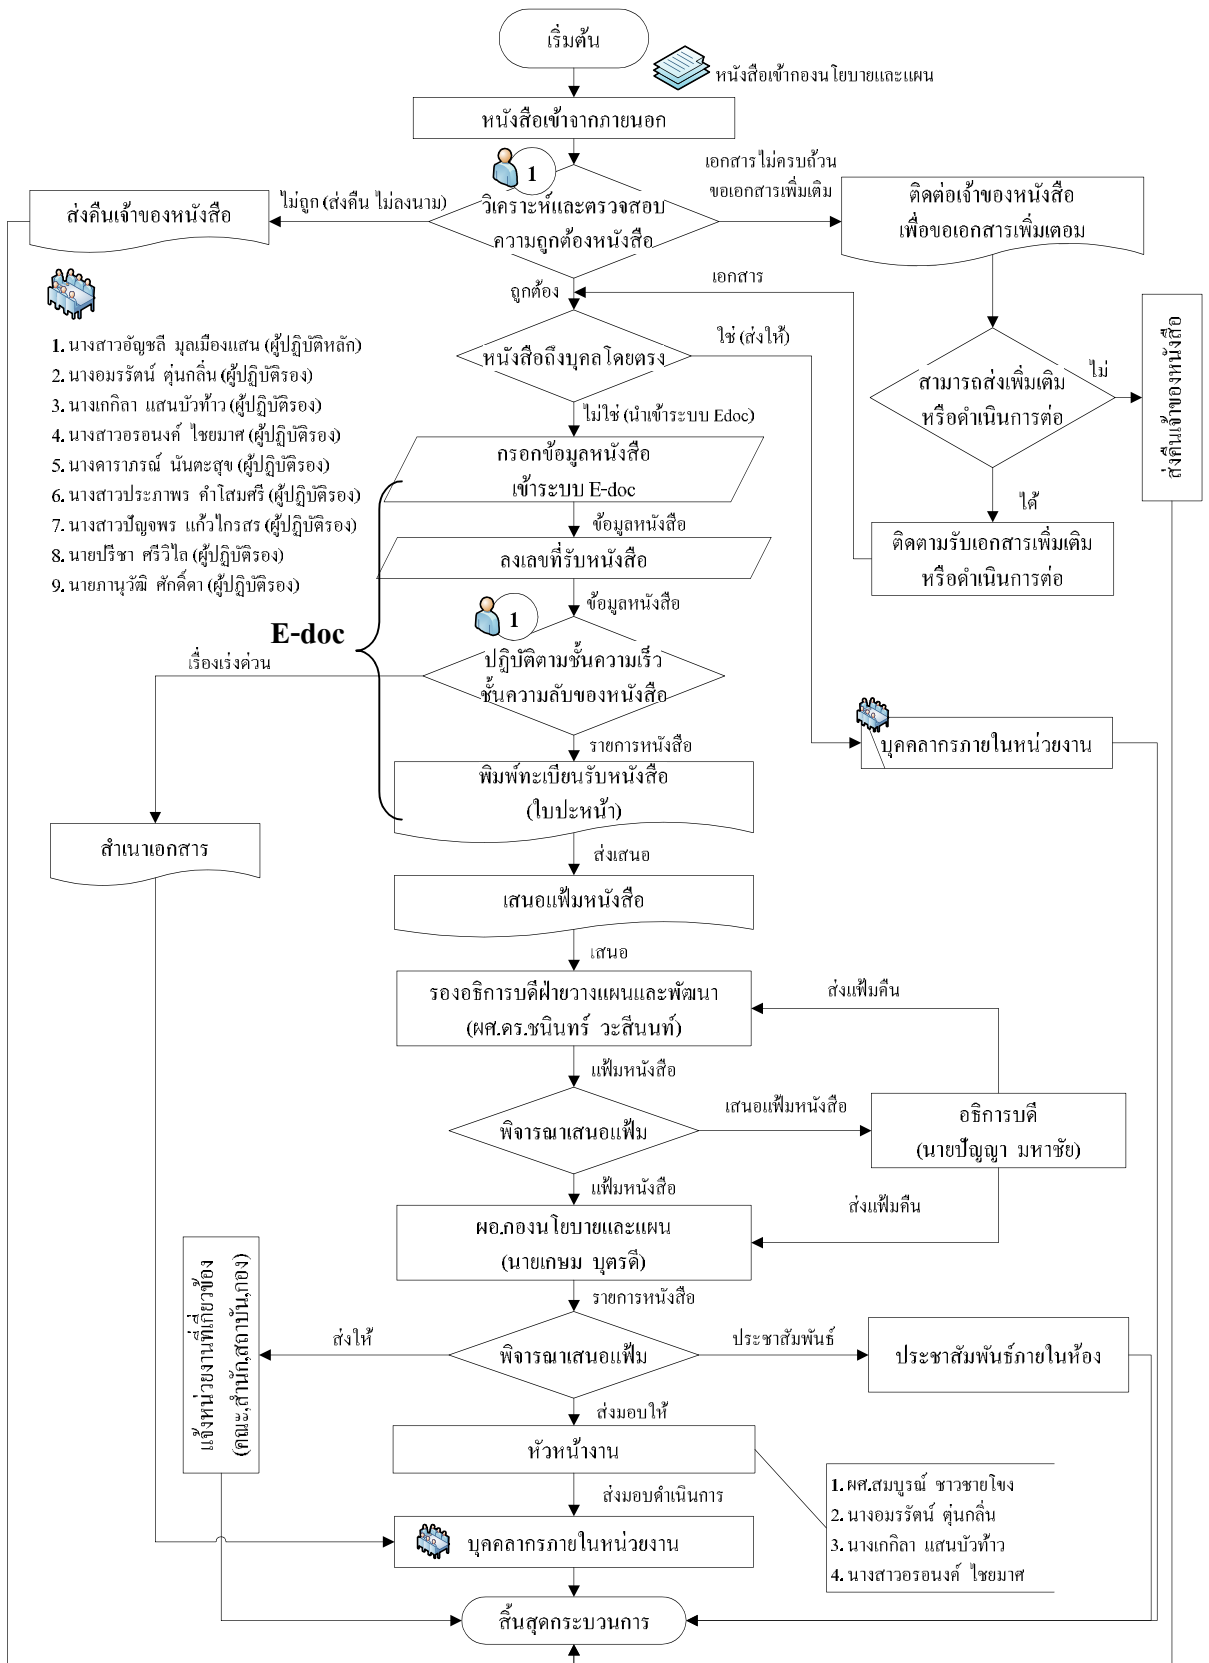 เริ่มต้น
หนังสือเข้ากองนโยบายและแผน
หนังสือเข้าจากภายนอก
1
เอกสารไม่ครบถ้วน
ขอเอกสารเพิ่มเติม
ไม่ถูก (ส่งคืน ไม่ลงนาม)
ส่งคืนเจ้าของหนังสือ
วิเคราะห์และตรวจสอบ
ความถูกต้องหนังสือ
ติดต่อเจ้าของหนังสือ
เพื่อขอเอกสารเพิ่มเตอม
ถูกต้อง
เอกสาร
1. นางสาวอัญชลี มุลเมืองแสน (ผู้ปฏิบัติหลัก)
2. นางอมรรัตน์ ตุ่นกลิ่น (ผู้ปฏิบัติรอง)
3. นางเกกิลา แสนบัวท้าว (ผู้ปฏิบัติรอง)
4. นางสาวอรอนงค์ ไชยมาศ (ผู้ปฏิบัติรอง)
5. นางดาราภรณ์ นันตะสุข (ผู้ปฏิบัติรอง)
6. นางสาวประภาพร คำโสมศรี (ผู้ปฏิบัติรอง)
7. นางสาวปัญจพร แก้วไกรสร (ผู้ปฏิบัติรอง)
8. นายปรีชา ศรีวิไล (ผู้ปฏิบัติรอง)
9. นายภานุวัฒิ ศักดิ์ดา (ผู้ปฏิบัติรอง)
หนังสือถึงบุคลโดยตรง
ใช่ (ส่งให้)
สามารถส่งเพิ่มเติม
หรือดำเนินการต่อ
ไม่
ส่งคืนเจ้าของหนังสือ
ไม่ใช่ (นำเข้าระบบ Edoc)
กรอกข้อมูลหนังสือ
เข้าระบบ E-doc
ได้
ข้อมูลหนังสือ
ลงเลขที่รับหนังสือ
ติดตามรับเอกสารเพิ่มเติม
หรือดำเนินการต่อ
ข้อมูลหนังสือ
1
E-doc
เรื่องเร่งด่วน
ปฏิบัติตามชั้นความเร็ว
ชั้นความลับของหนังสือ
บุคคลากรภายในหน่วยงาน
รายการหนังสือ
พิมพ์ทะเบียนรับหนังสือ
(ใบปะหน้า)
สำเนาเอกสาร
ส่งเสนอ
เสนอแฟ้มหนังสือ
เสนอ
รองอธิการบดีฝ่ายวางแผนและพัฒนา
(ผศ.ดร.ชนินทร์ วะสีนนท์)
ส่งแฟ้มคืน
แฟ้มหนังสือ
พิจารณาเสนอแฟ้ม
เสนอแฟ้มหนังสือ
อธิการบดี
(นายปัญญา มหาชัย)
แฟ้มหนังสือ
ส่งแฟ้มคืน
ผอ.กองนโยบายและแผน
(นายเกษม บุตรดี)
แจ้งหน่วยงานที่เกี่ยวข้อง
(คณะ,สำนัก,สถาบัน,กอง)
รายการหนังสือ
ส่งให้
พิจารณาเสนอแฟ้ม
ประชาสัมพันธ์
ประชาสัมพันธ์ภายในห้อง
ส่งมอบให้
หัวหน้างาน
1. ผศ.สมบูรณ์ ชาวชายโขง
2. นางอมรรัตน์ ตุ่นกลิ่น
3. นางเกกิลา แสนบัวท้าว
4. นางสาวอรอนงค์ ไชยมาศ
ส่งมอบดำเนินการ
บุคคลากรภายในหน่วยงาน
สิ้นสุดกระบวนการ